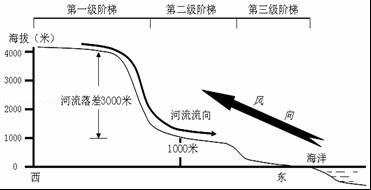 第一级阶梯 第二级阶梯 第三级阶梯
海拔（米）
4000
3000
2000
1000
0
河流落差3000米
河流流向
风向
1000米
海洋
西 东